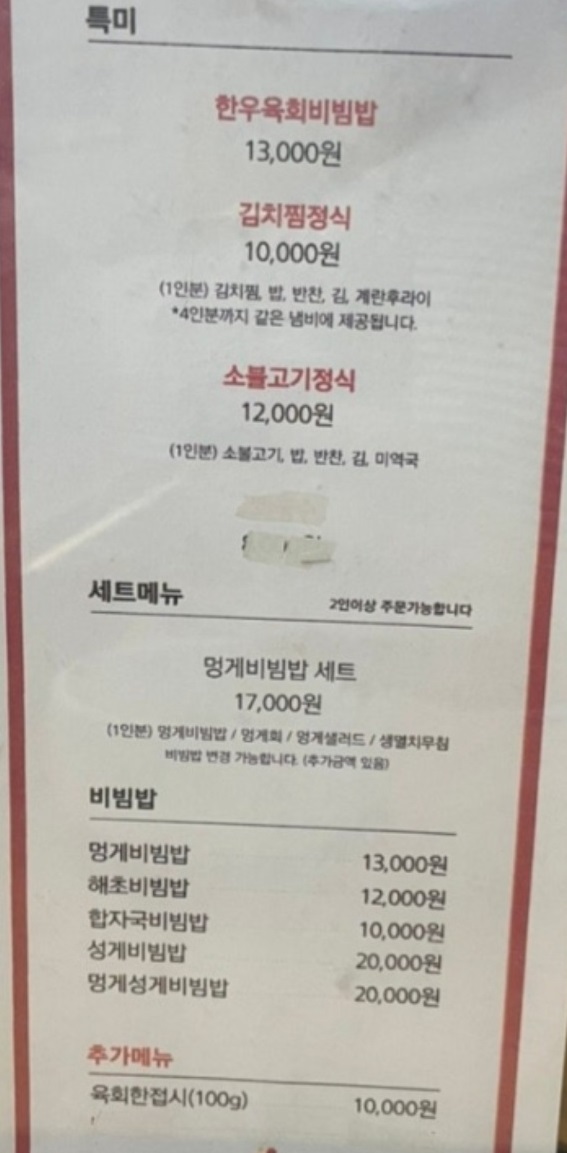 특미
한우육회비빔밥
13,000원
김치찜정식
10,000원
(1인분) 김치찜, 밥, 반찬, 김, 계란후라이
*4인분까지 같은 냄비에 제공됩니다.
소불고기정식
12,000원
(1인분) 소불고기, 밥, 반찬, 김, 미역국
세트메뉴 2인이상 주문가능합니다
멍게비빔밥 세트
17,000원
(1인분) 멍게비빔밥 / 멍게회 / 멍게샐러드 / 생멸치무침
비빔밥 변경 가능합니다. (추가금액 있음)
비빔밥
멍게비빔밥 13,000원
해초비빔밥 12,000원
합자국비빔밥 10,000원
성게비빔밥 20,000원
멍게성게비빔밥 20,000원
추가메뉴
육회한접시(100g) 10,000원